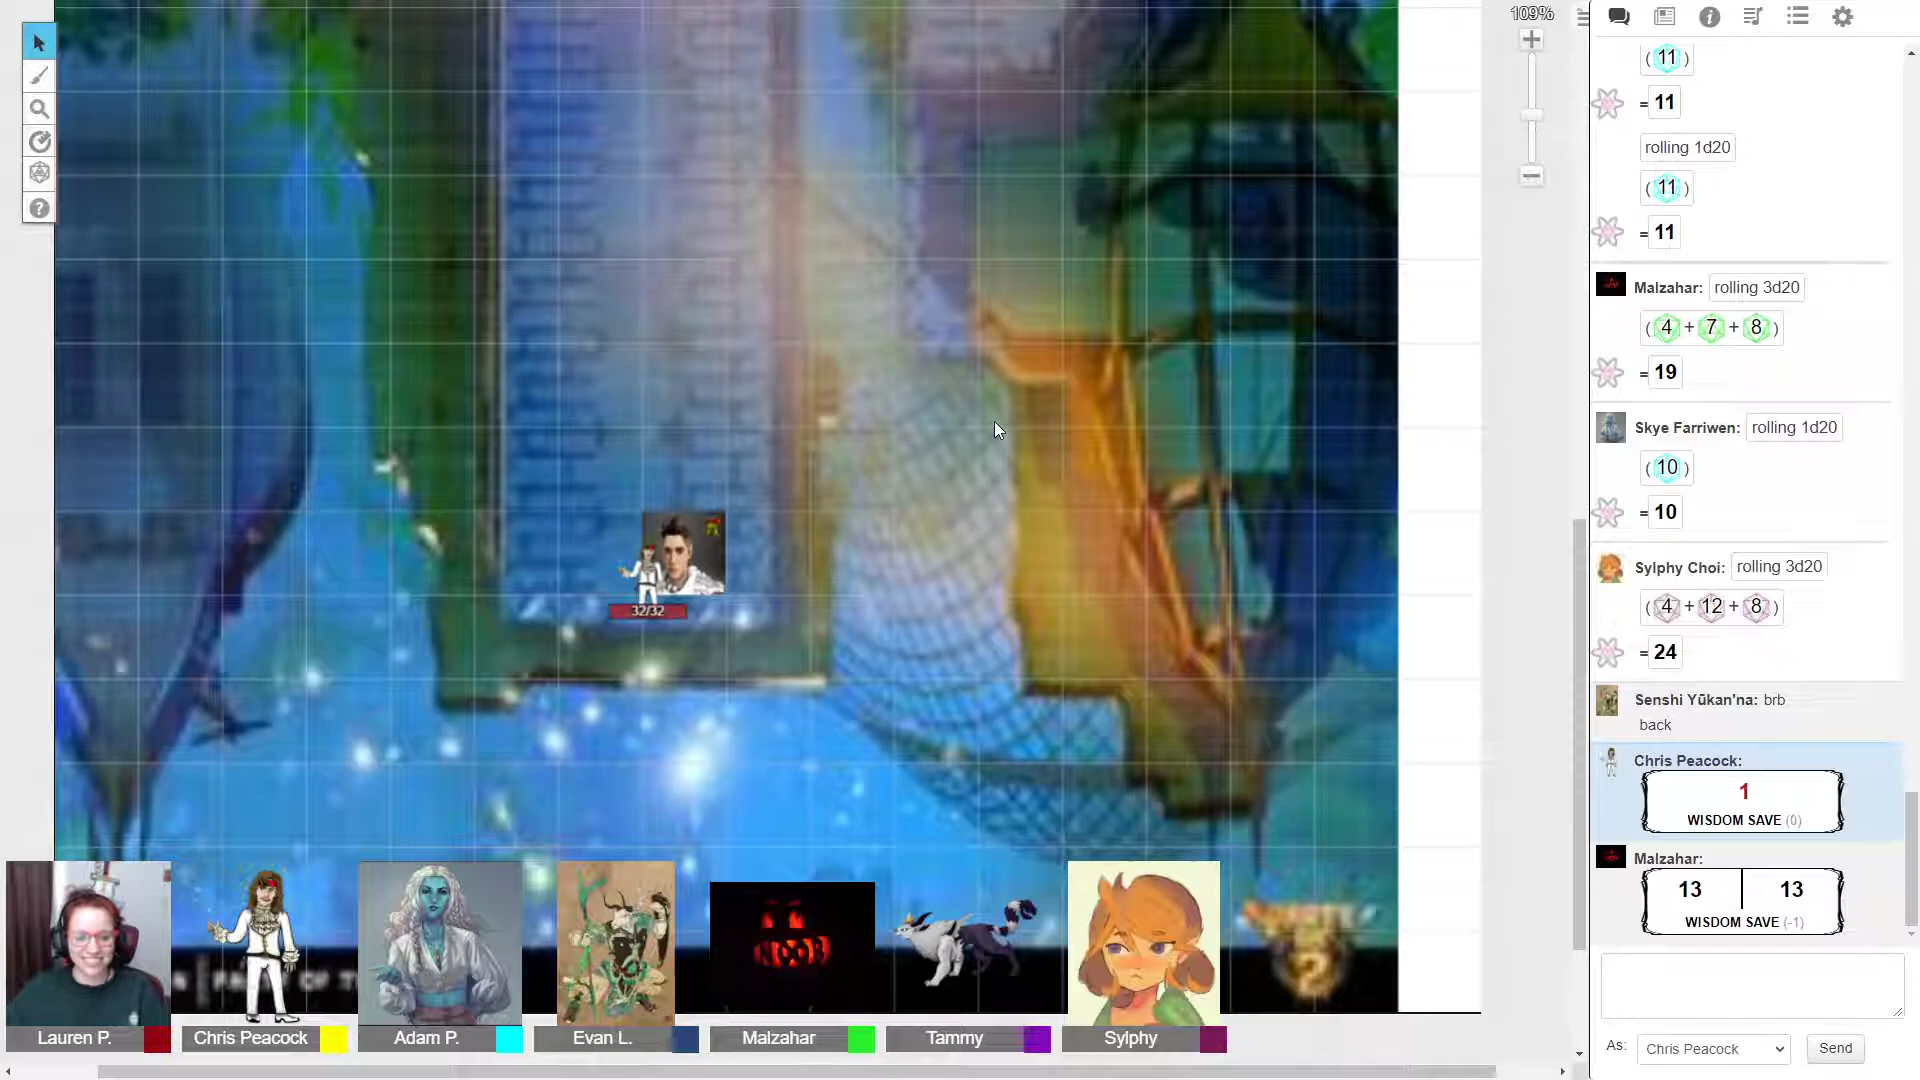 109%
( 11 )
= 11
rolling 1d20
( 11 )
= 11
Malzahar: rolling 3d20
( 4 + 7 + 8 )
= 19
Skye Farriwen: rolling 1d20
( 10 )
= 10
Sylphy Choi: rolling 3d20
( 4 + 12 + 8 )
= 24
Senshi Yūkan'na: brb
back
Chris Peacock:
1
WISDOM SAVE (0)
Malzahar:
13 13
WISDOM SAVE (-1)
32/32
NOOB
2
Lauren P.
Chris Peacock
Adam P.
Evan L.
Malzahar
Tammy
Sylphy
As: Chris Peacock
Send